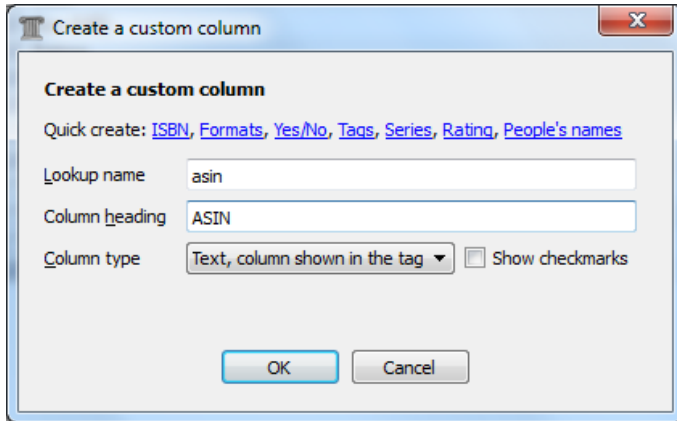 Create a custom column
Create a custom column
Quick create: ISBN, Formats, Yes/No, Tags, Series, Rating, People's names
Lookup name asin
Column heading ASIN
Column type Text, column shown in the tag Show checkmarks
OK Cancel